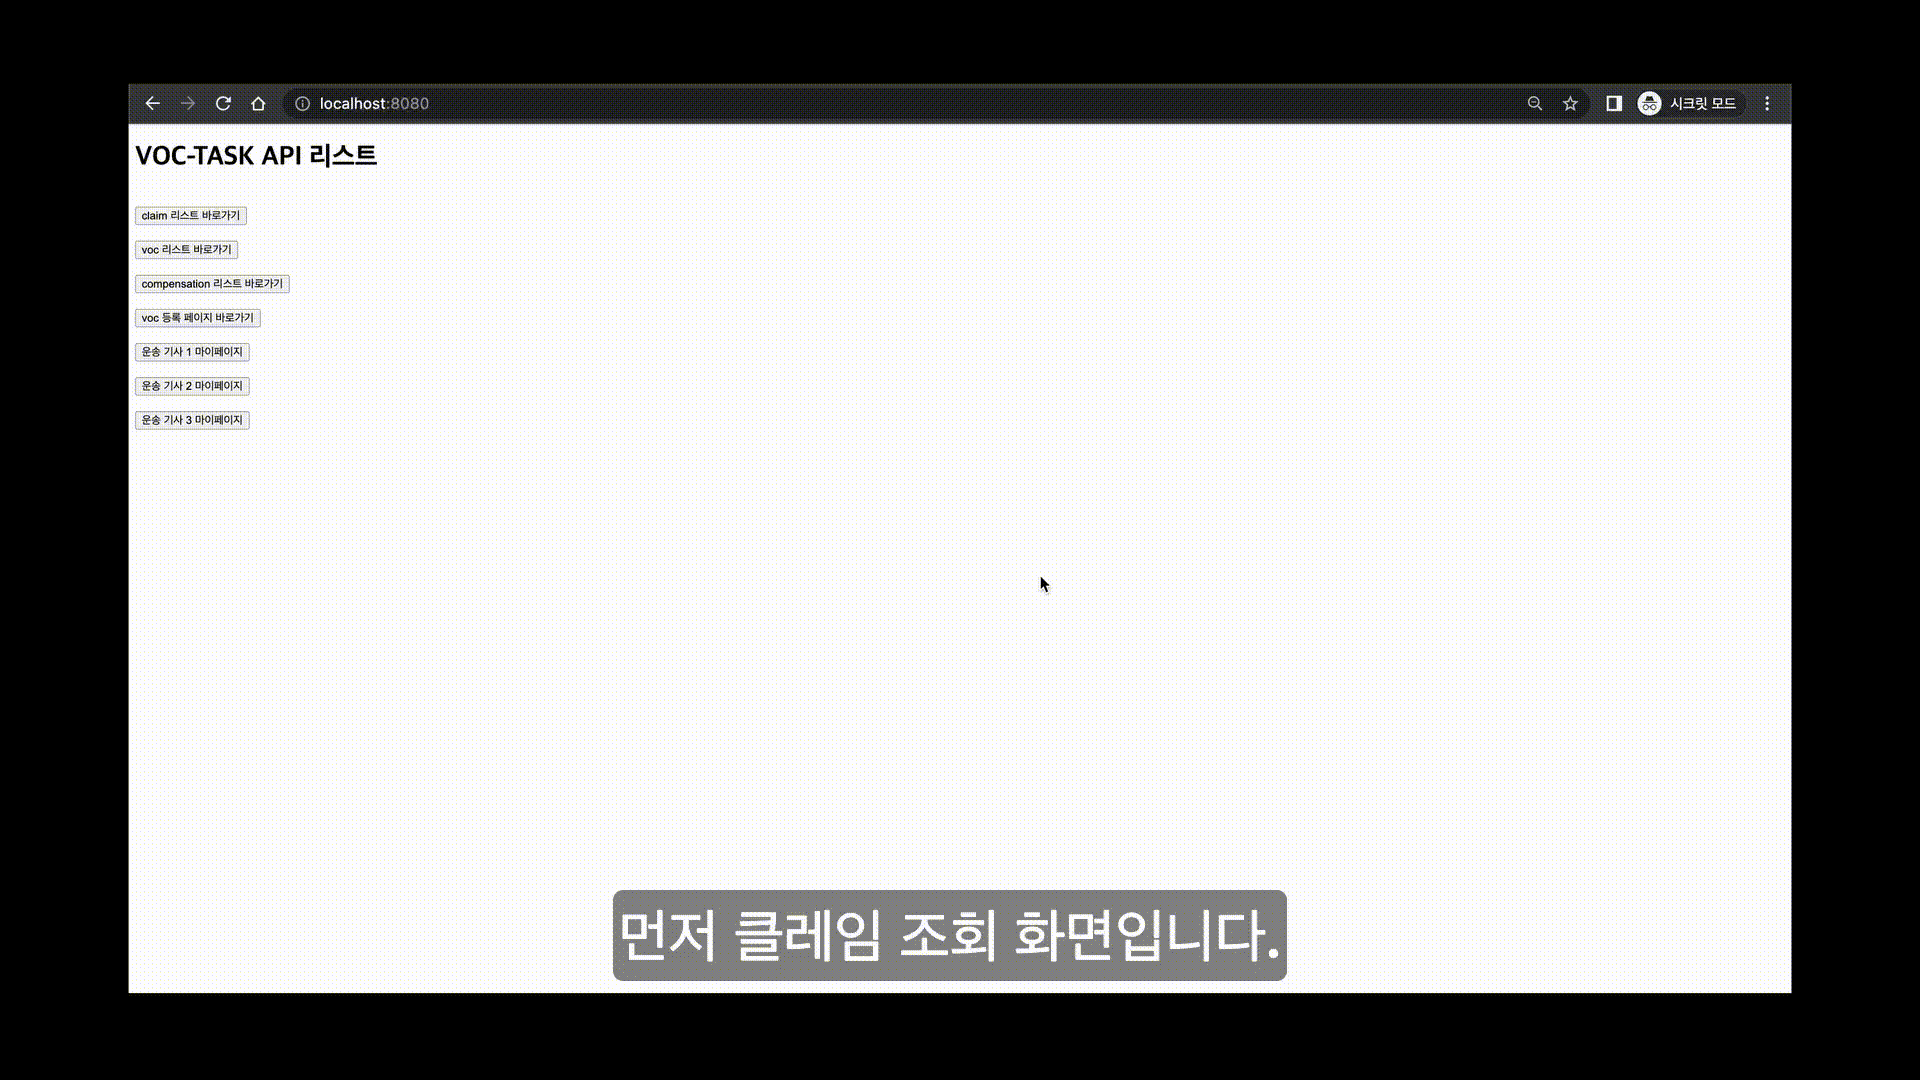 localhost:8080
시크릿 모드
VOC-TASK API 리스트
claim 리스트 바로가기
voc 리스트 바로가기
compensation 리스트 바로가기
voc 등록 페이지 바로가기
운송 기사 1 마이페이지
운송 기사 2 마이페이지
운송 기사 3 마이페이지
먼저 클레임 조회 화면입니다.